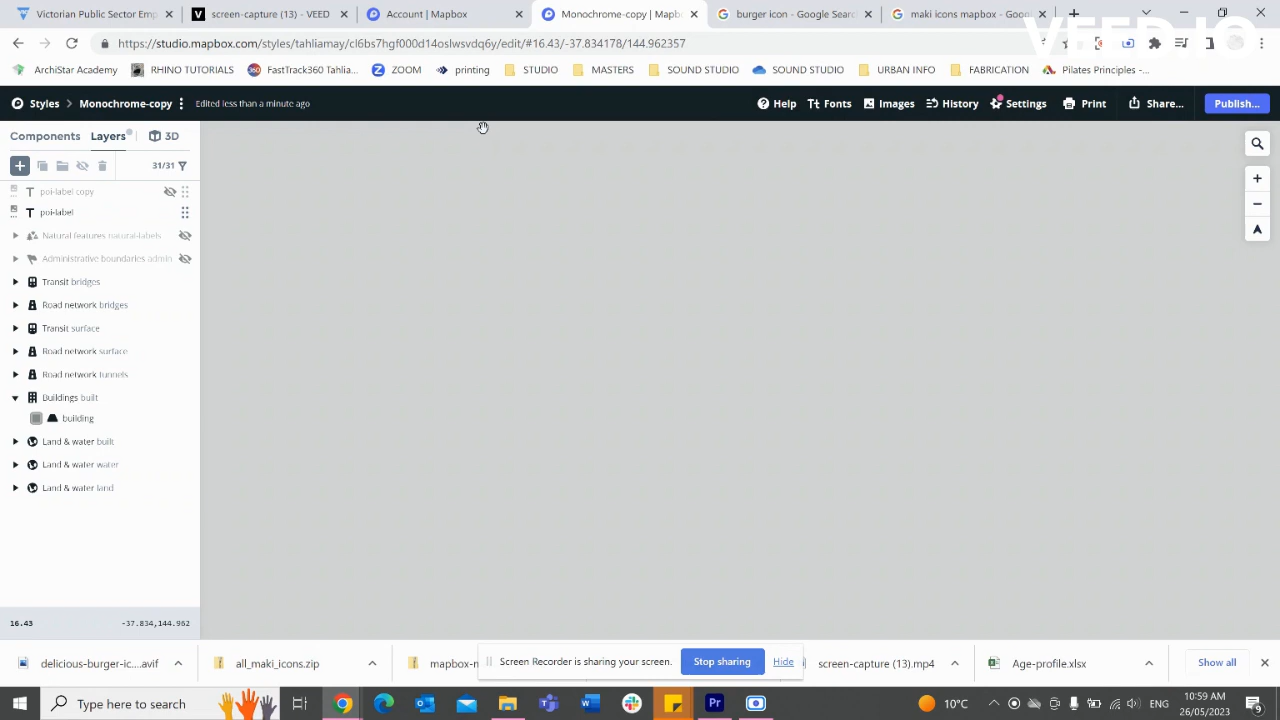 Victorian Public Sector Emp
screen-capture (13) - VEED
Account | Mapbox
Monochrome-copy | Mapb
burger icon - Google Search
maki icons mapbox - Goo
https://studio.mapbox.com/styles/tahliamay/cl6bs7hgf000d14oslwsvdq6y/edit/#16.43/-37.834178/144.962357
VEED.IO
ArchiStar Academy
RHINO TUTORIALS
FastTrack360 Tahlia...
ZOOM
printing
STUDIO
MASTERS
SOUND STUDIO
SOUND STUDIO
URBAN INFO
FABRICATION
Pilates Principles -...
Styles
Monochrome-copy
Edited less than a minute ago
Help
Fonts
Images
History
Settings
Print
Share...
Publish...
Components
Layers
3D
31/31
poi-label copy
poi-label
Natural features natural-labels
Administrative boundaries admin
Transit bridges
Road network bridges
Transit surface
Road network surface
Road network tunnels
Buildings built
building
Land & water built
Land & water water
Land & water land
16.43
-37.834,144.962
delicious-burger-ic....avif
all_maki_icons.zip
mapbox-m
Screen Recorder is sharing your screen.
Stop sharing
Hide
screen-capture (13).mp4
Age-profile.xlsx
Show all
Type here to search
10°C
ENG
10:59 AM
26/05/2023
9